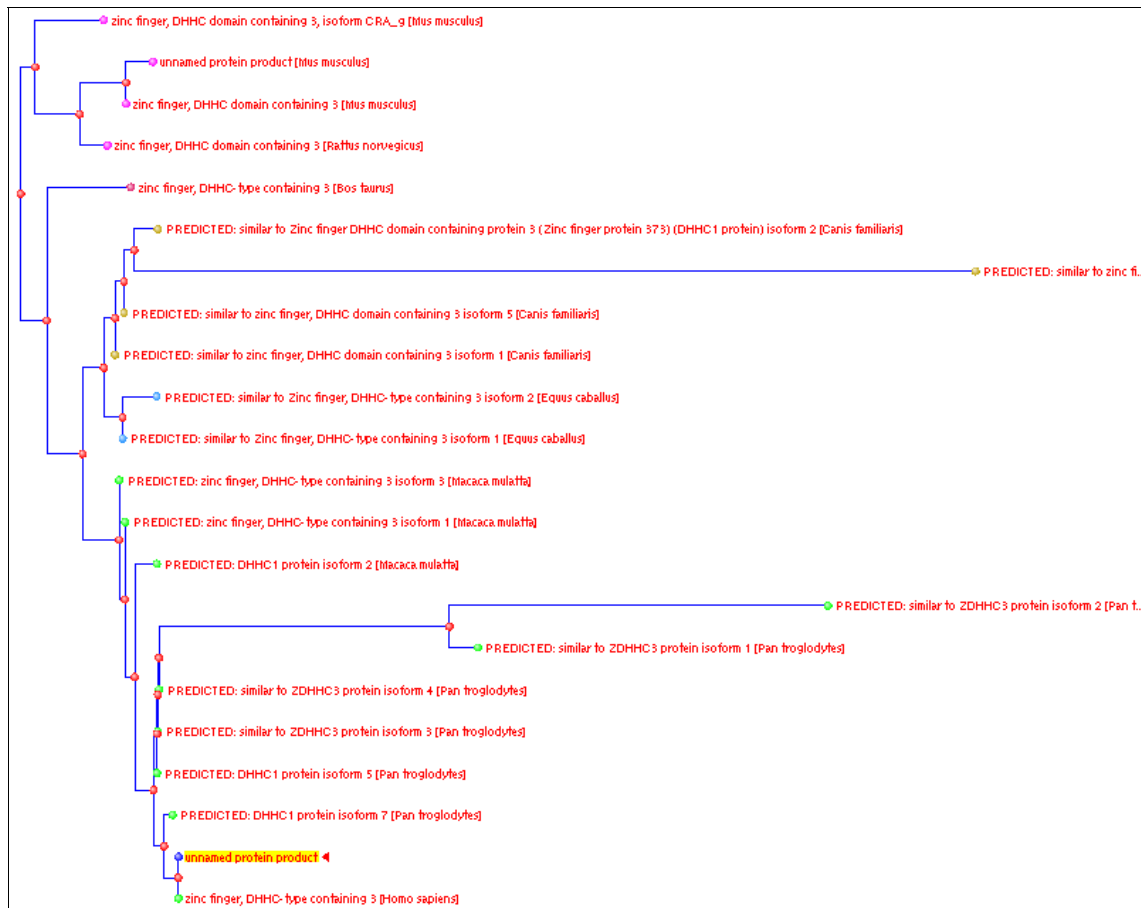 zinc finger, DHHC domain containing 3, isoform CRA_g [Mus musculus]
unnamed protein product [Mus musculus]
zinc finger, DHHC domain containing 3 [Mus musculus]
zinc finger, DHHC domain containing 3 [Rattus norvegicus]
zinc finger, DHHC-type containing 3 [Bos taurus]
PREDICTED: similar to Zinc finger DHHC domain containing protein 3 (Zinc finger protein 373) (DHHC1 protein) isoform 2 [Canis familiaris]
PREDICTED: similar to zinc fi...
PREDICTED: similar to zinc finger, DHHC domain containing 3 isoform 5 [Canis familiaris]
PREDICTED: similar to zinc finger, DHHC domain containing 3 isoform 1 [Canis familiaris]
PREDICTED: similar to Zinc finger, DHHC-type containing 3 isoform 2 [Equus caballus]
PREDICTED: similar to Zinc finger, DHHC-type containing 3 isoform 1 [Equus caballus]
PREDICTED: zinc finger, DHHC-type containing 3 isoform 3 [Macaca mulatta]
PREDICTED: zinc finger, DHHC-type containing 3 isoform 1 [Macaca mulatta]
PREDICTED: DHHC1 protein isoform 2 [Macaca mulatta]
PREDICTED: similar to ZDHHC3 protein isoform 2 [Pan t...
PREDICTED: similar to ZDHHC3 protein isoform 1 [Pan troglodytes]
PREDICTED: similar to ZDHHC3 protein isoform 4 [Pan troglodytes]
PREDICTED: similar to ZDHHC3 protein isoform 3 [Pan troglodytes]
PREDICTED: DHHC1 protein isoform 5 [Pan troglodytes]
PREDICTED: DHHC1 protein isoform 7 [Pan troglodytes]
unnamed protein product
zinc finger, DHHC-type containing 3 [Homo sapiens]